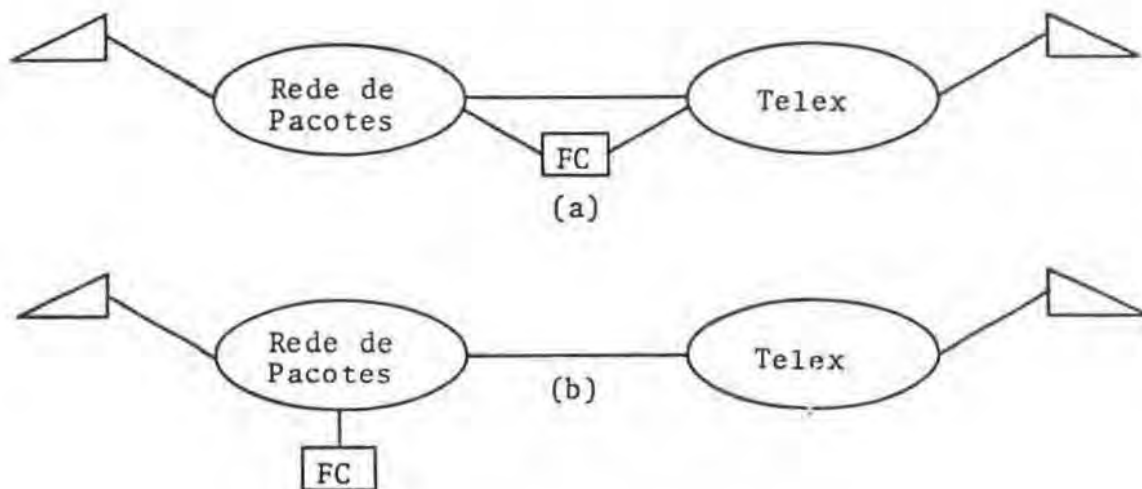 Rede de
Pacotes
Telex
FC
(a)
Rede de
Pacotes
Telex
(b)
FC